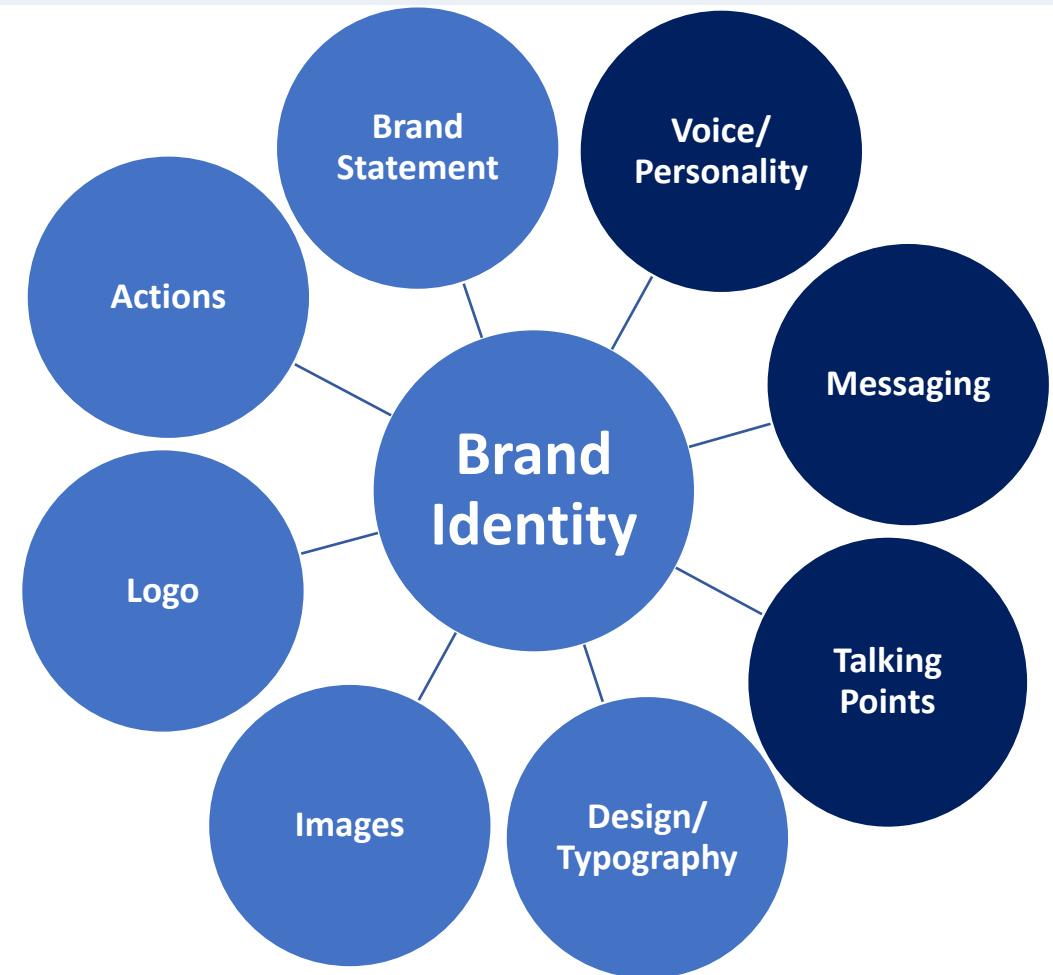 Brand
Statement
Voice/
Personality
Actions
Messaging
Brand
Identity
Logo
Talking
Points
Images
Design/
Typography